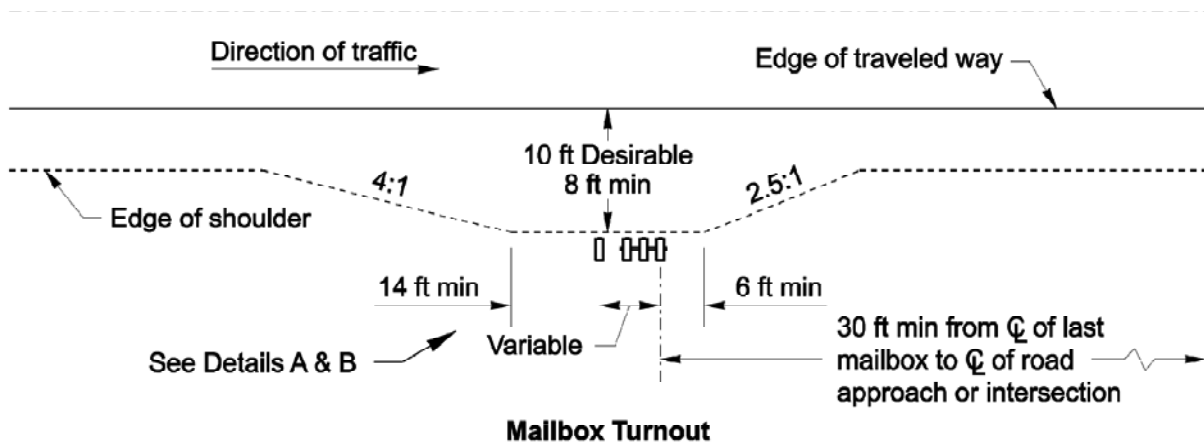 Direction of traffic
Edge of traveled way
10 ft Desirable
8 ft min
4:1
2.5:1
Edge of shoulder
14 ft min
6 ft min
Variable
See Details A & B
30 ft min from ℄ of last
mailbox to ℄ of road
approach or intersection
Mailbox Turnout